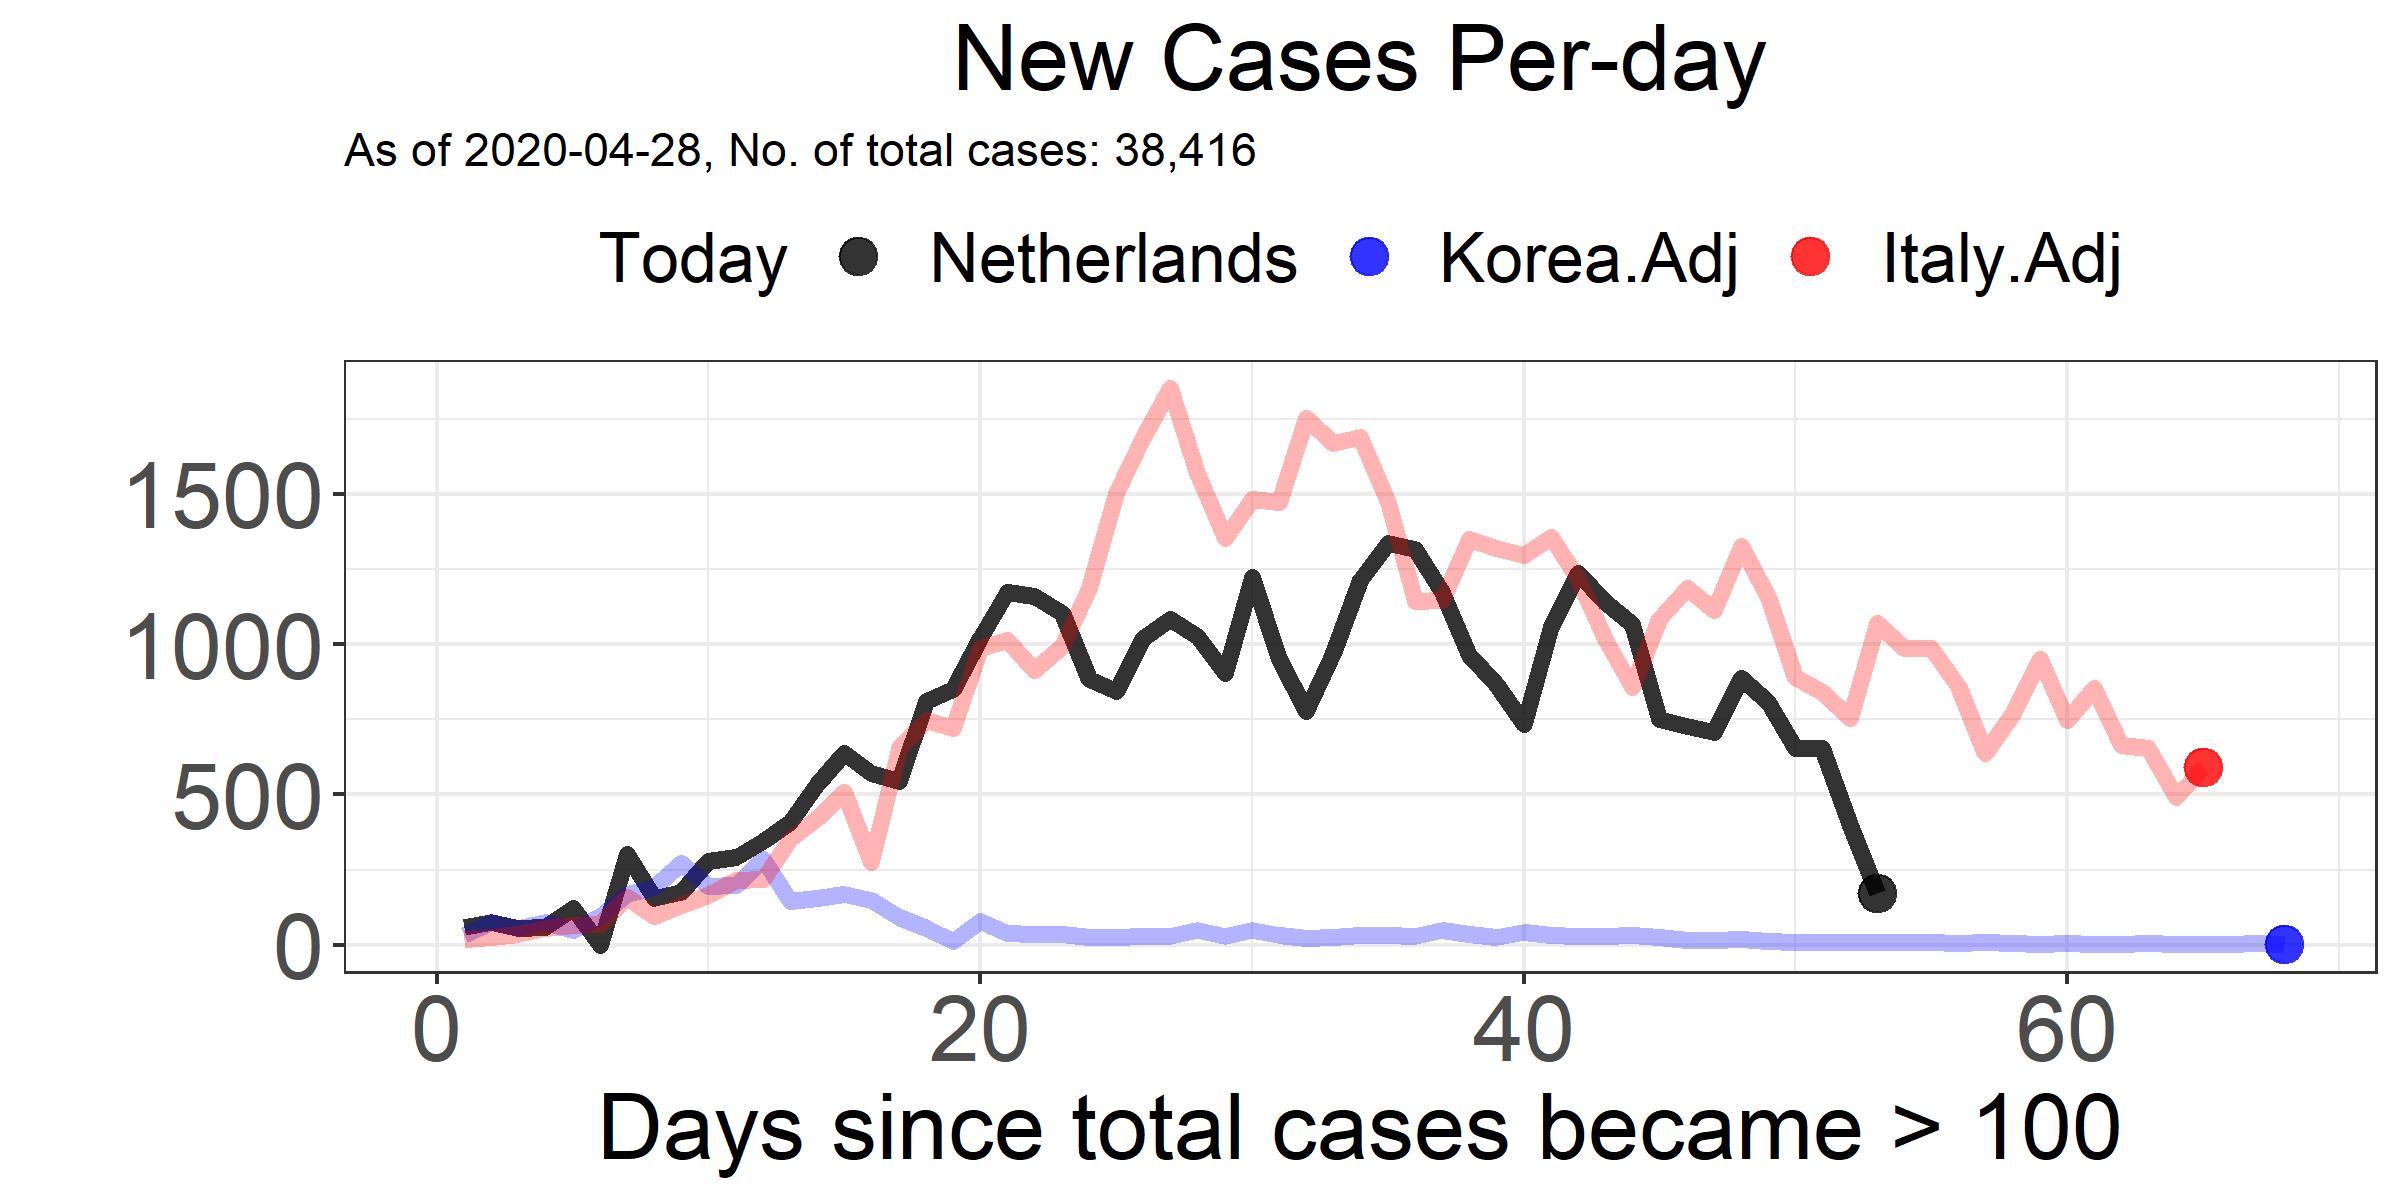 New Cases Per-day
As of 2020-04-28, No. of total cases: 38,416
Today Netherlands Korea.Adj Italy.Adj
1500
1000
500
0
0 20 40 60
Days since total cases became > 100